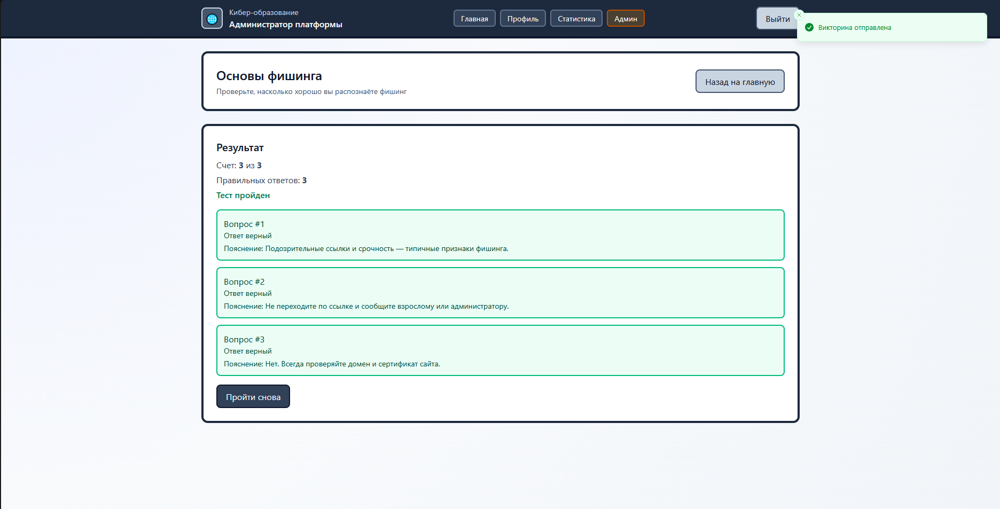 Кибер-образование
Администратор платформы
Главная
Профиль
Статистика
Админ
Выйти
Викторина отправлена
Основы фишинга
Проверьте, насколько хорошо вы распознаёте фишинг
Назад на главную
Результат
Счет: 3 из 3
Правильных ответов: 3
Тест пройден
Вопрос #1
Ответ верный
Пояснение: Подозрительные ссылки и срочность — типичные признаки фишинга.
Вопрос #2
Ответ верный
Пояснение: Не переходите по ссылке и сообщите взрослому или администратору.
Вопрос #3
Ответ верный
Пояснение: Нет. Всегда проверяйте домен и сертификат сайта.
Пройти снова